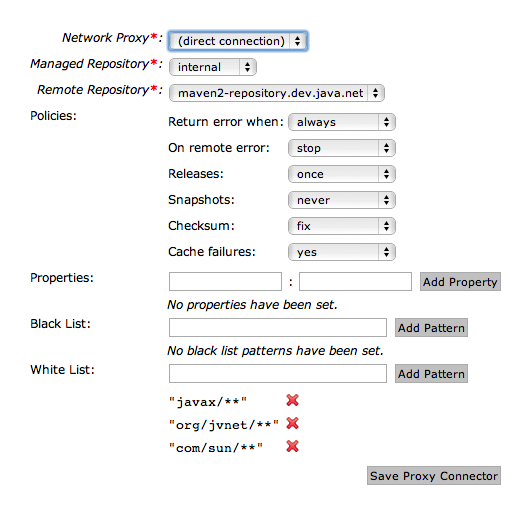 Network Proxy*: (direct connection)
Managed Repository*: internal
Remote Repository*: maven2-repository.dev.java.net
Policies:
Return error when: always
On remote error: stop
Releases: once
Snapshots: never
Checksum: fix
Cache failures: yes
Properties: : Add Property
No properties have been set.
Black List: Add Pattern
No black list patterns have been set.
White List: Add Pattern
"javax/**"
"org/jvnet/**"
"com/sun/**"
Save Proxy Connector